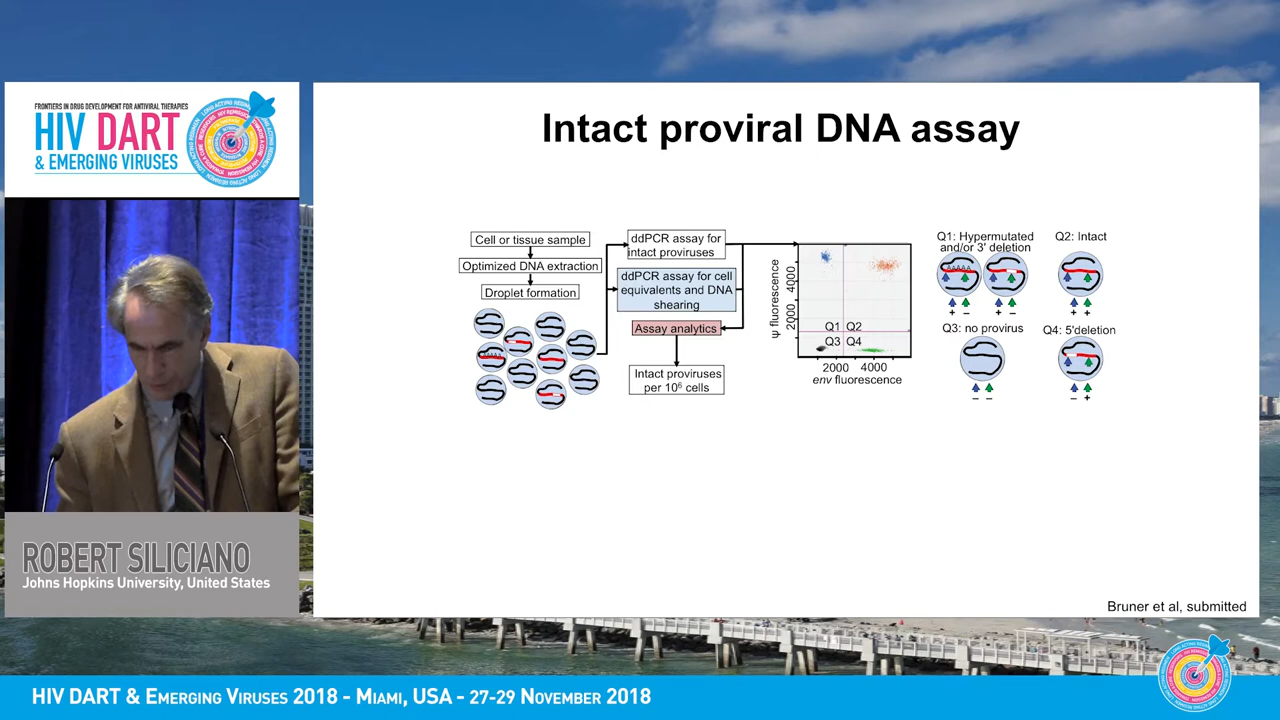 FRONTIERS IN DRUG DEVELOPMENT FOR ANTIVIRAL THERAPIES
HIV DART
& EMERGING VIRUSES
Intact proviral DNA assay
Cell or tissue sample
Optimized DNA extraction
Droplet formation
ddPCR assay for
intact proviruses
ddPCR assay for cell
equivalents and DNA
shearing
Assay analytics
Intact proviruses
per 10⁶ cells
ψ fluorescence
2000 4000
Q1 Q2
Q3 Q4
2000 4000
env fluorescence
Q1: Hypermutated
and/or 3' deletion
AAAAA
+ − + −
Q2: Intact
+ +
Q3: no provirus
− −
Q4: 5'deletion
− +
Bruner et al, submitted
ROBERT SILICIANO
Johns Hopkins University, United States
HIV DART & EMERGING VIRUSES 2018 - MIAMI, USA - 27-29 NOVEMBER 2018